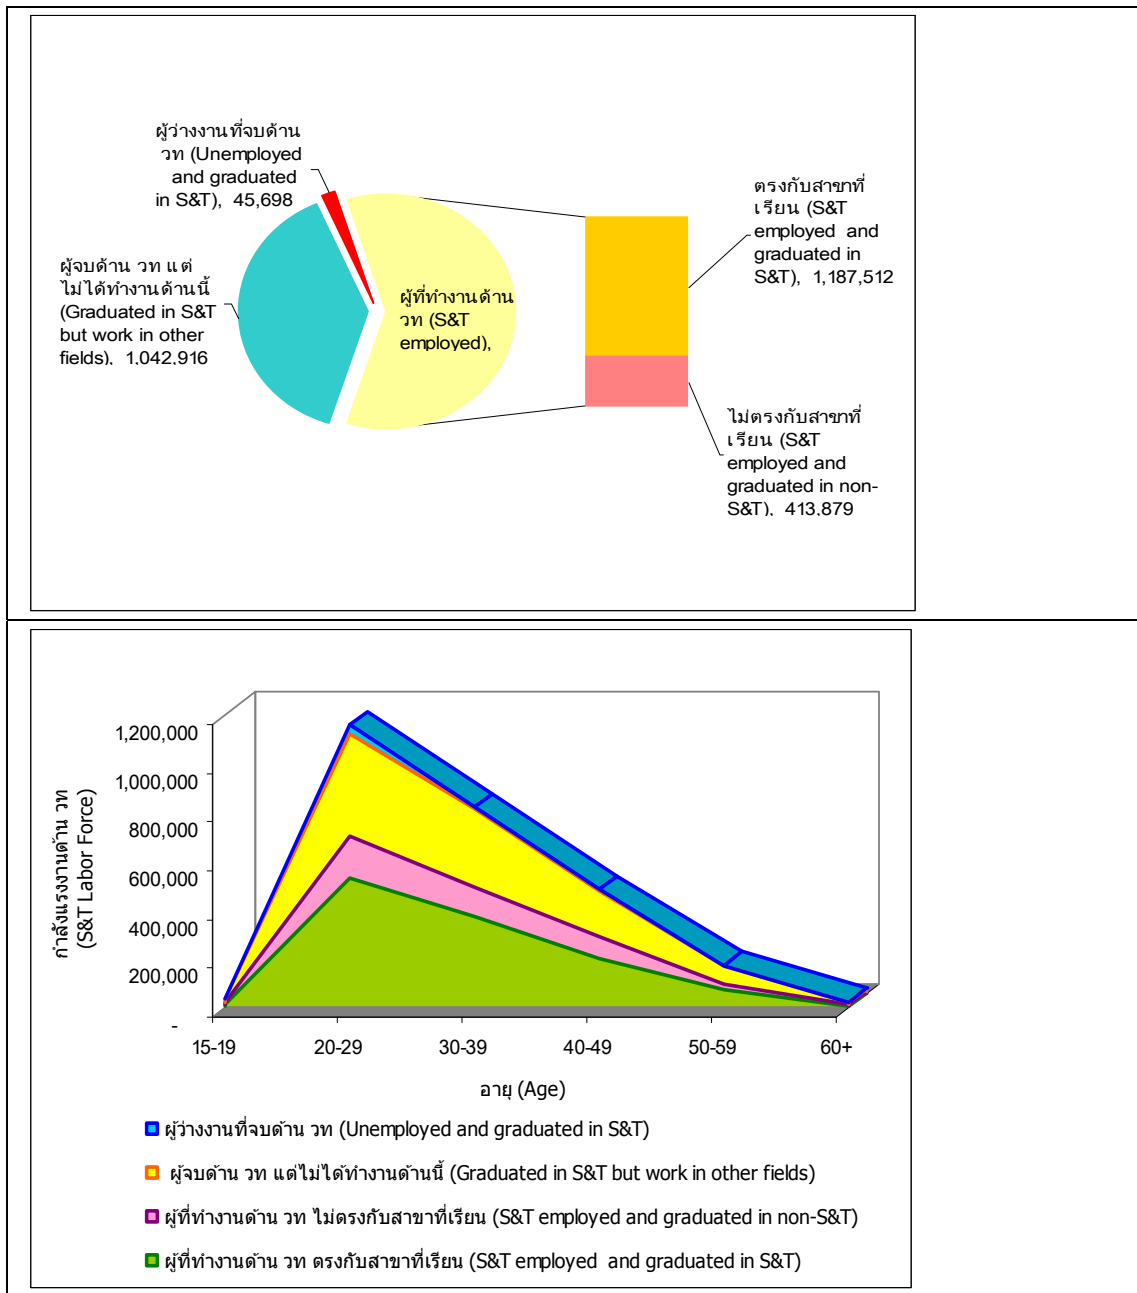 ผู้ว่างงานที่จบด้าน
วท (Unemployed
and graduated
in S&T), 45,698
ผู้จบด้าน วท แต่
ไม่ได้ทำงานด้านนี้
(Graduated in S&T
but work in other
fields), 1,042,916
ผู้ที่ทำงานด้าน
วท (S&T
employed),
ตรงกับสาขาที่
เรียน (S&T
employed and
graduated in
S&T), 1,187,512
ไม่ตรงกับสาขาที่
เรียน (S&T
employed and
graduated in non-
S&T), 413,879
กำลังแรงงานด้าน วท
(S&T Labor Force)
1,200,000
1,000,000
800,000
600,000
400,000
200,000
-
15-19 20-29 30-39 40-49 50-59 60+
อายุ (Age)
ผู้ว่างงานที่จบด้าน วท (Unemployed and graduated in S&T)
ผู้จบด้าน วท แต่ไม่ได้ทำงานด้านนี้ (Graduated in S&T but work in other fields)
ผู้ที่ทำงานด้าน วท ไม่ตรงกับสาขาที่เรียน (S&T employed and graduated in non-S&T)
ผู้ที่ทำงานด้าน วท ตรงกับสาขาที่เรียน (S&T employed and graduated in S&T)